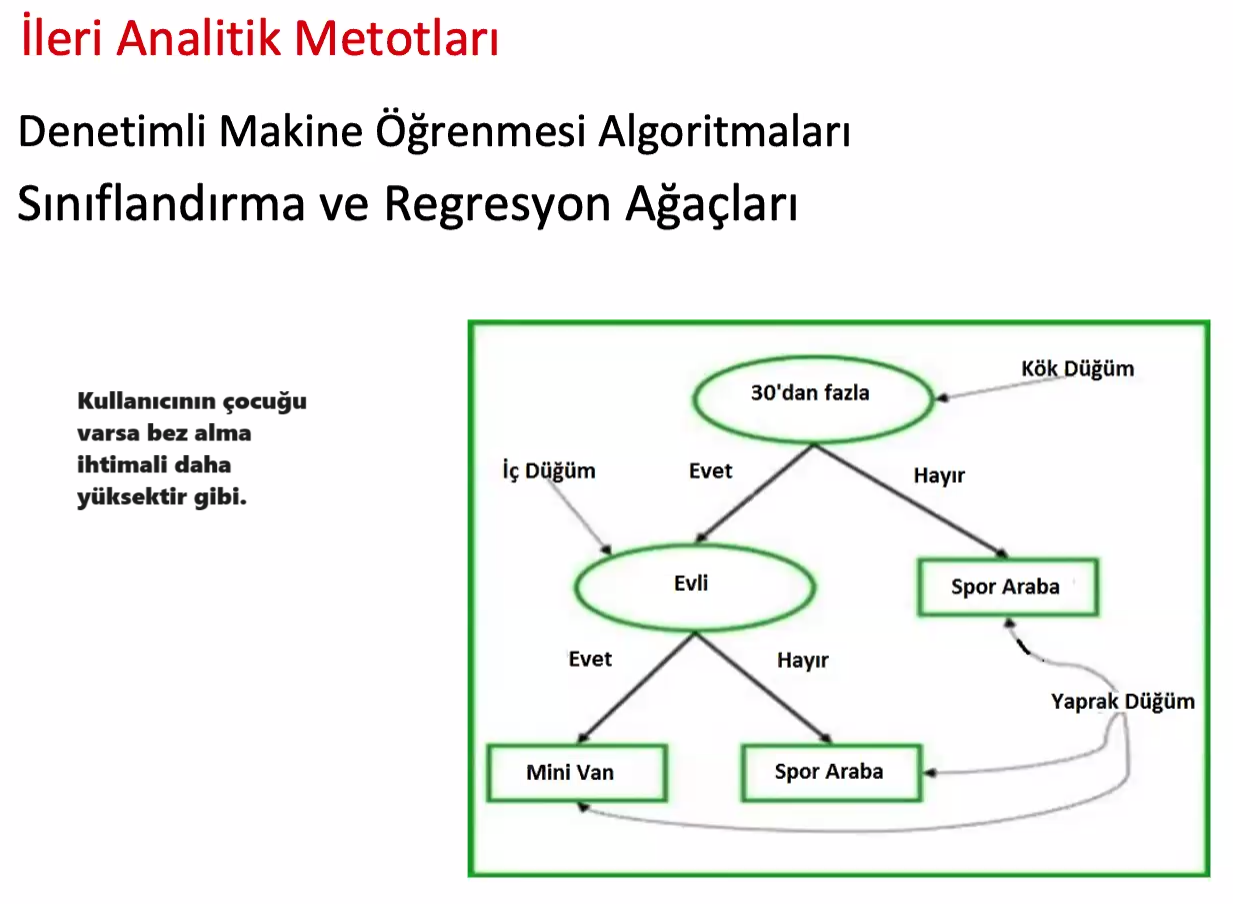 İleri Analitik Metotları
Denetimli Makine Öğrenmesi Algoritmaları
Sınıflandırma ve Regresyon Ağaçları
Kullanıcının çocuğu
varsa bez alma
ihtimali daha
yüksektir gibi.
Kök Düğüm
30'dan fazla
İç Düğüm
Evet
Hayır
Evli
Spor Araba
Evet
Hayır
Yaprak Düğüm
Mini Van
Spor Araba